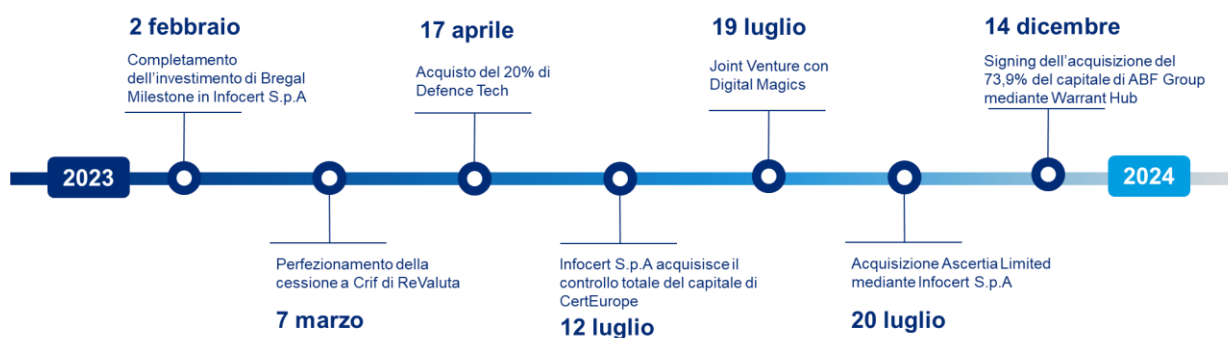 2 febbraio
Completamento
dell'investimento di Bregal
Milestone in Infocert S.p.A
17 aprile
Acquisto del 20% di
Defence Tech
19 luglio
Joint Venture con
Digital Magics
14 dicembre
Signing dell'acquisizione del
73,9% del capitale di ABF Group
mediante Warrant Hub
2023
2024
Perfezionamento della
cessione a Crif di ReValuta
7 marzo
Infocert S.p.A acquisisce il
controllo totale del capitale di
CertEurope
12 luglio
Acquisizione Ascertia Limited
mediante Infocert S.p.A
20 luglio